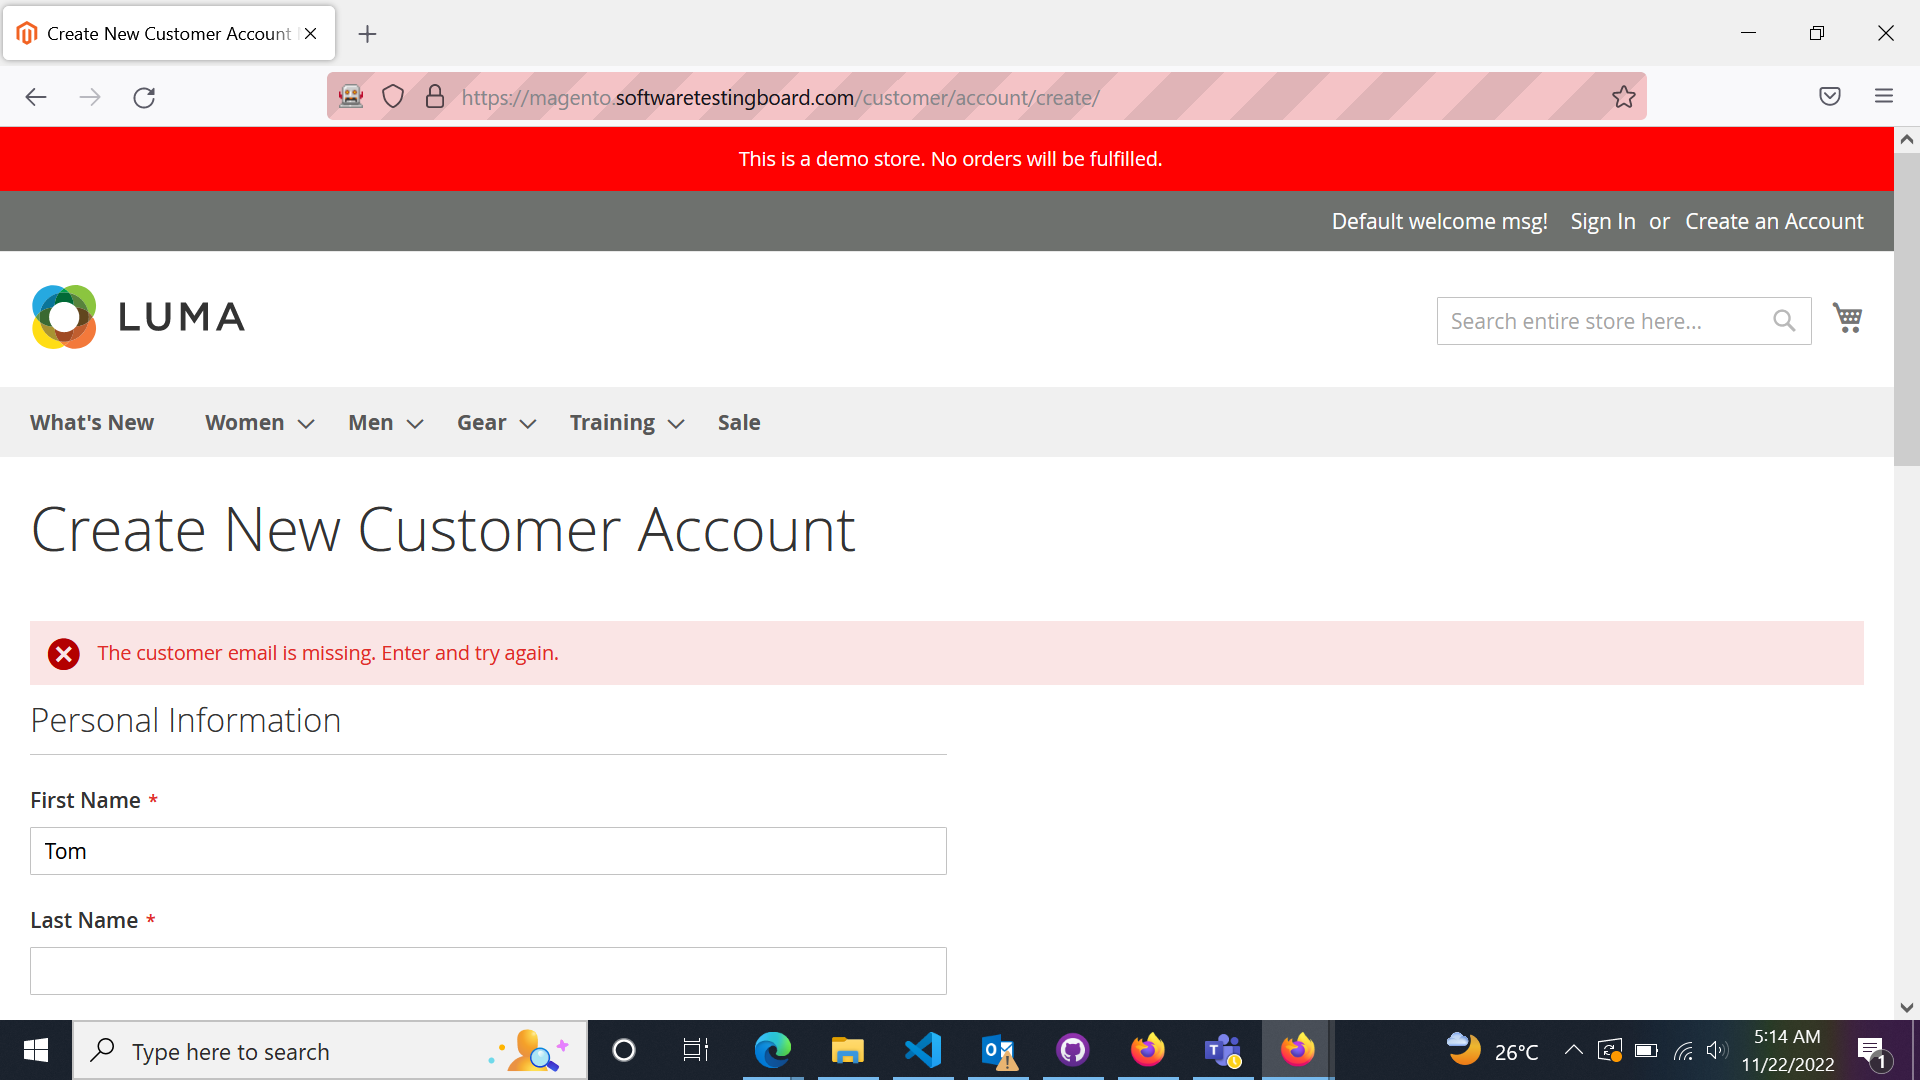 Create New Customer Account
https://magento.softwaretestingboard.com/customer/account/create/
This is a demo store. No orders will be fulfilled.
Default welcome msg! Sign In or Create an Account
LUMA
Search entire store here...
What's New Women Men Gear Training Sale
Create New Customer Account
The customer email is missing. Enter and try again.
Personal Information
First Name *
Tom
Last Name *
Type here to search
26°C
5:14 AM
11/22/2022
1